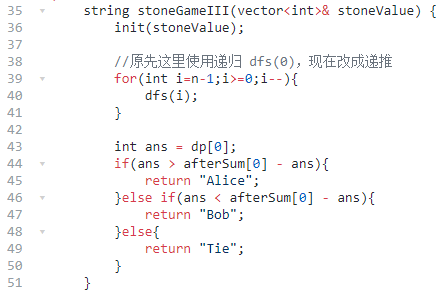 35 string stoneGameIII(vector<int>& stoneValue) {
36 init(stoneValue);
37
38 //原先这里使用递归 dfs(0)，现在改成递推
39 for(int i=n-1;i>=0;i--){
40 dfs(i);
41 }
42
43 int ans = dp[0];
44 if(ans > afterSum[0] - ans){
45 return "Alice";
46 }else if(ans < afterSum[0] - ans){
47 return "Bob";
48 }else{
49 return "Tie";
50 }
51 }